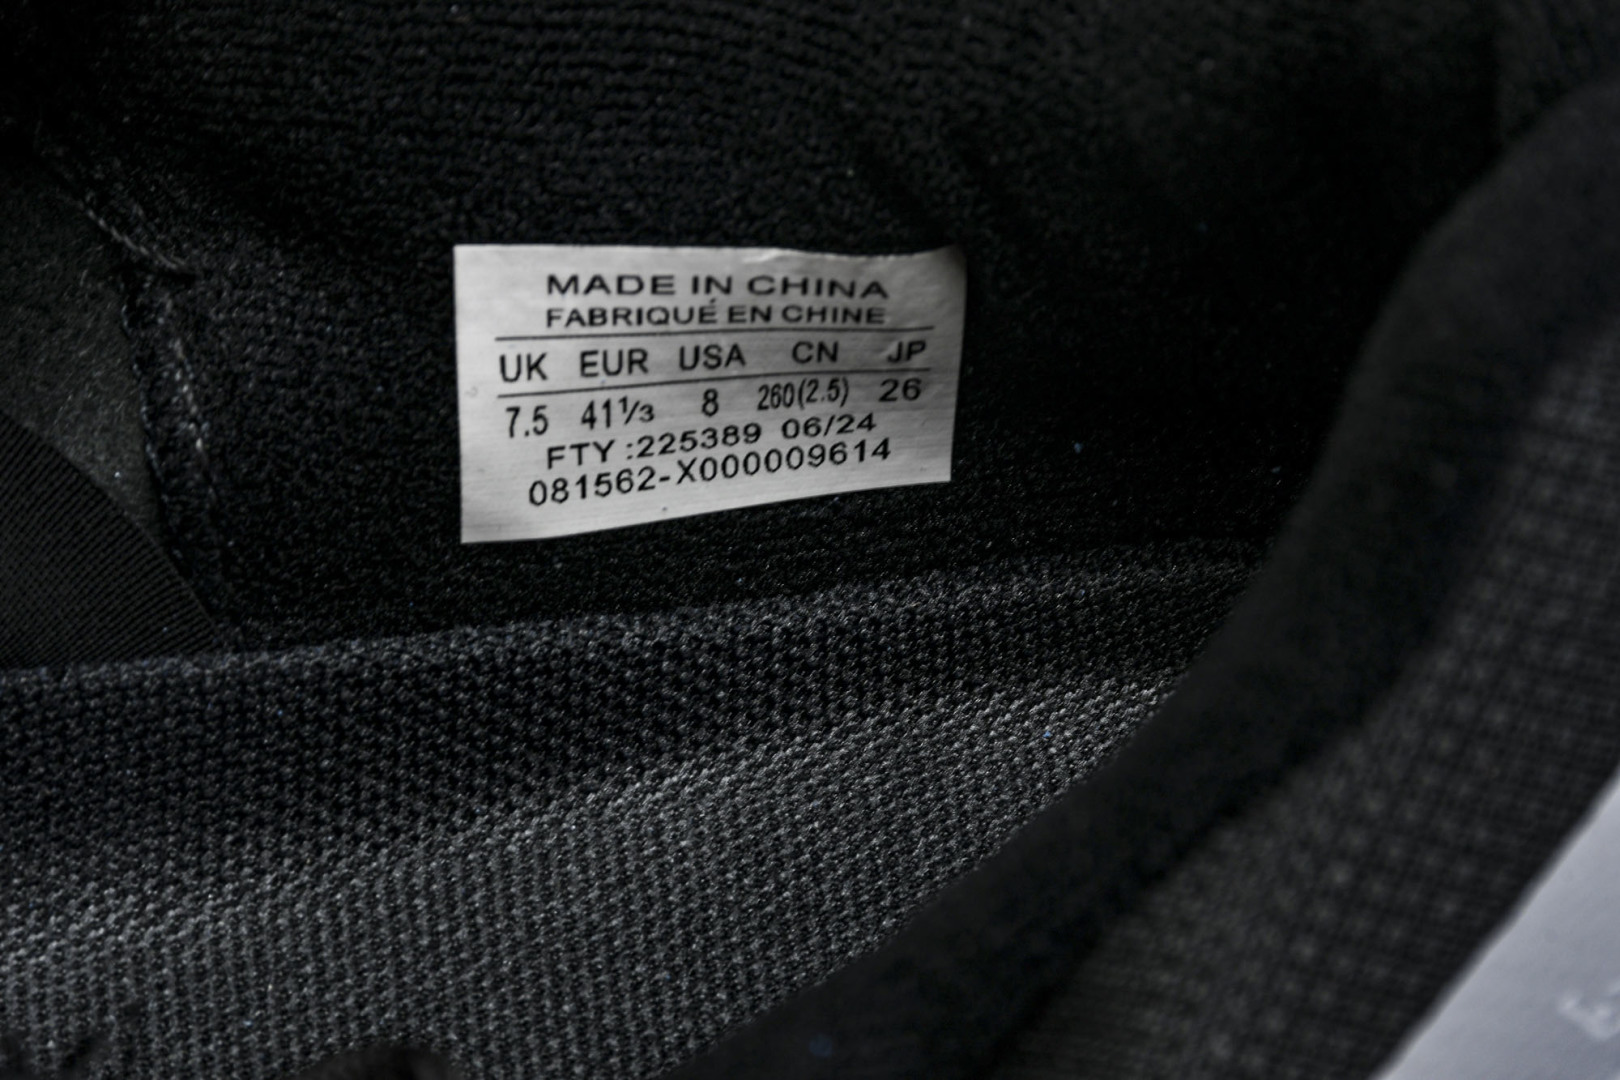 MADE IN CHINA
FABRIQUÉ EN CHINE
UK EUR USA CN JP
7.5 41⅓ 8 260(2.5) 26
FTY :225389 06/24
081562-X000009614